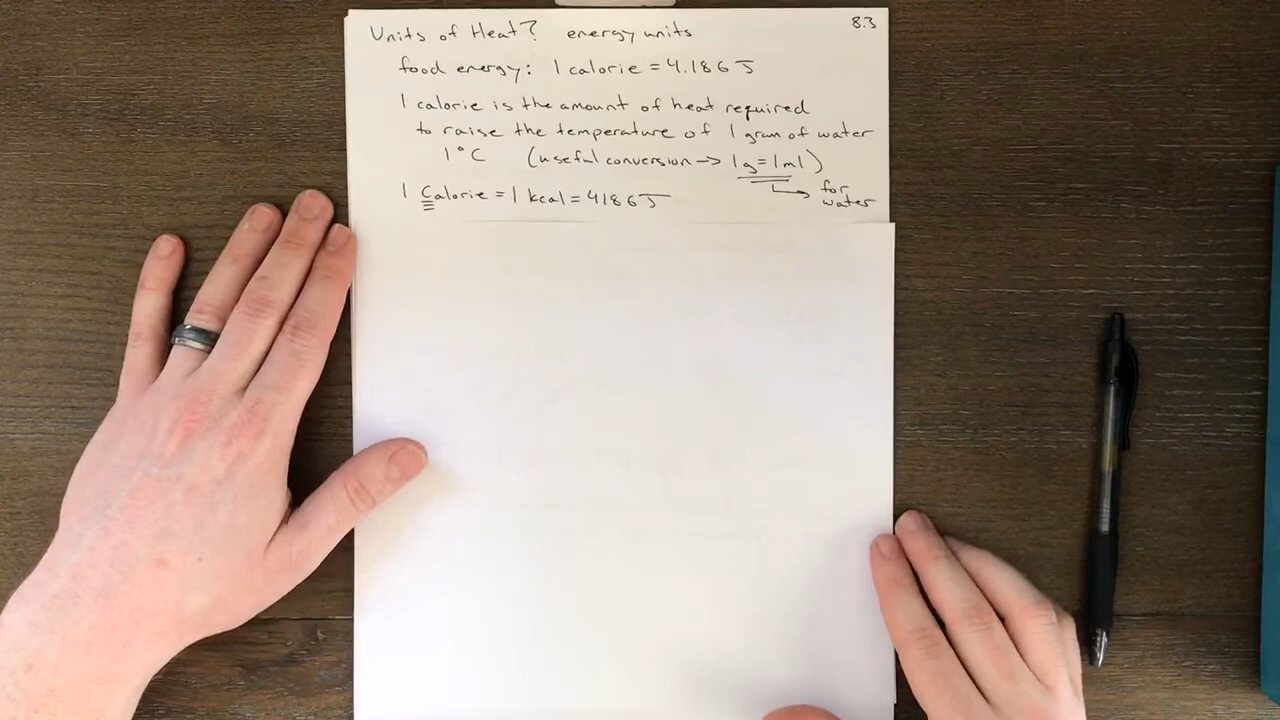 Units of Heat? energy units 8.3
food energy: 1 calorie = 4.186 J
1 calorie is the amount of heat required
to raise the temperature of 1 gram of water
1°C (useful conversion → 1g = 1ml)
for
water
1 Calorie = 1 kcal = 4186 J